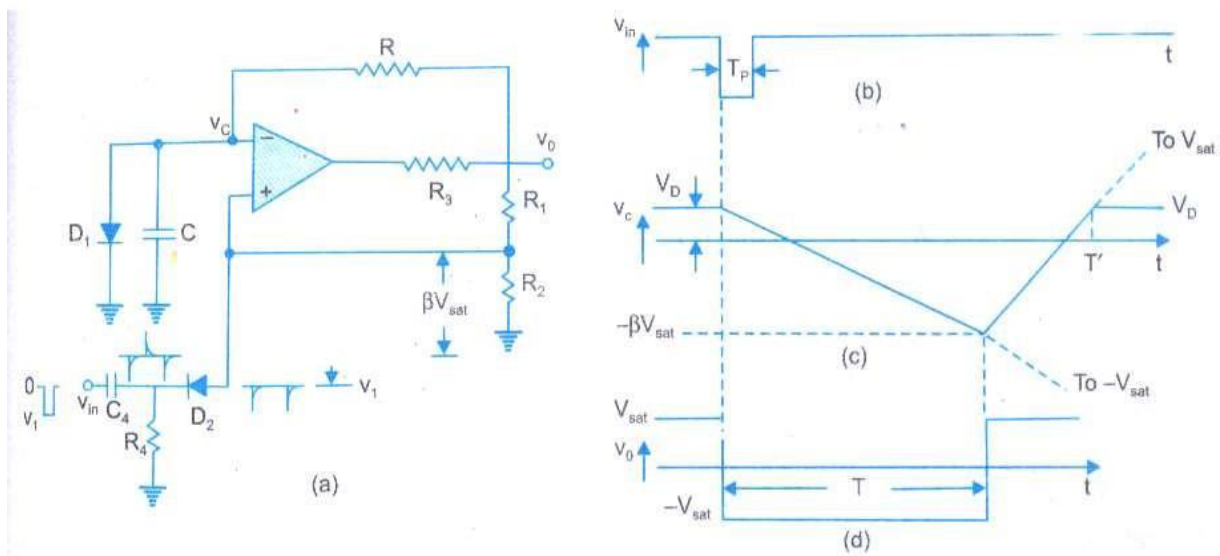 R
v_C
−
+
v_0
R_3
R_1
D_1
C
R_2
βV_sat
0
v_1
v_in
C_4
D_2
v_1
R_4
(a)
v_in
T_P
t
(b)
To V_sat
V_D
v_c
V_D
T′
t
−βV_sat
(c)
To −V_sat
V_sat
v_0
T
t
−V_sat
(d)